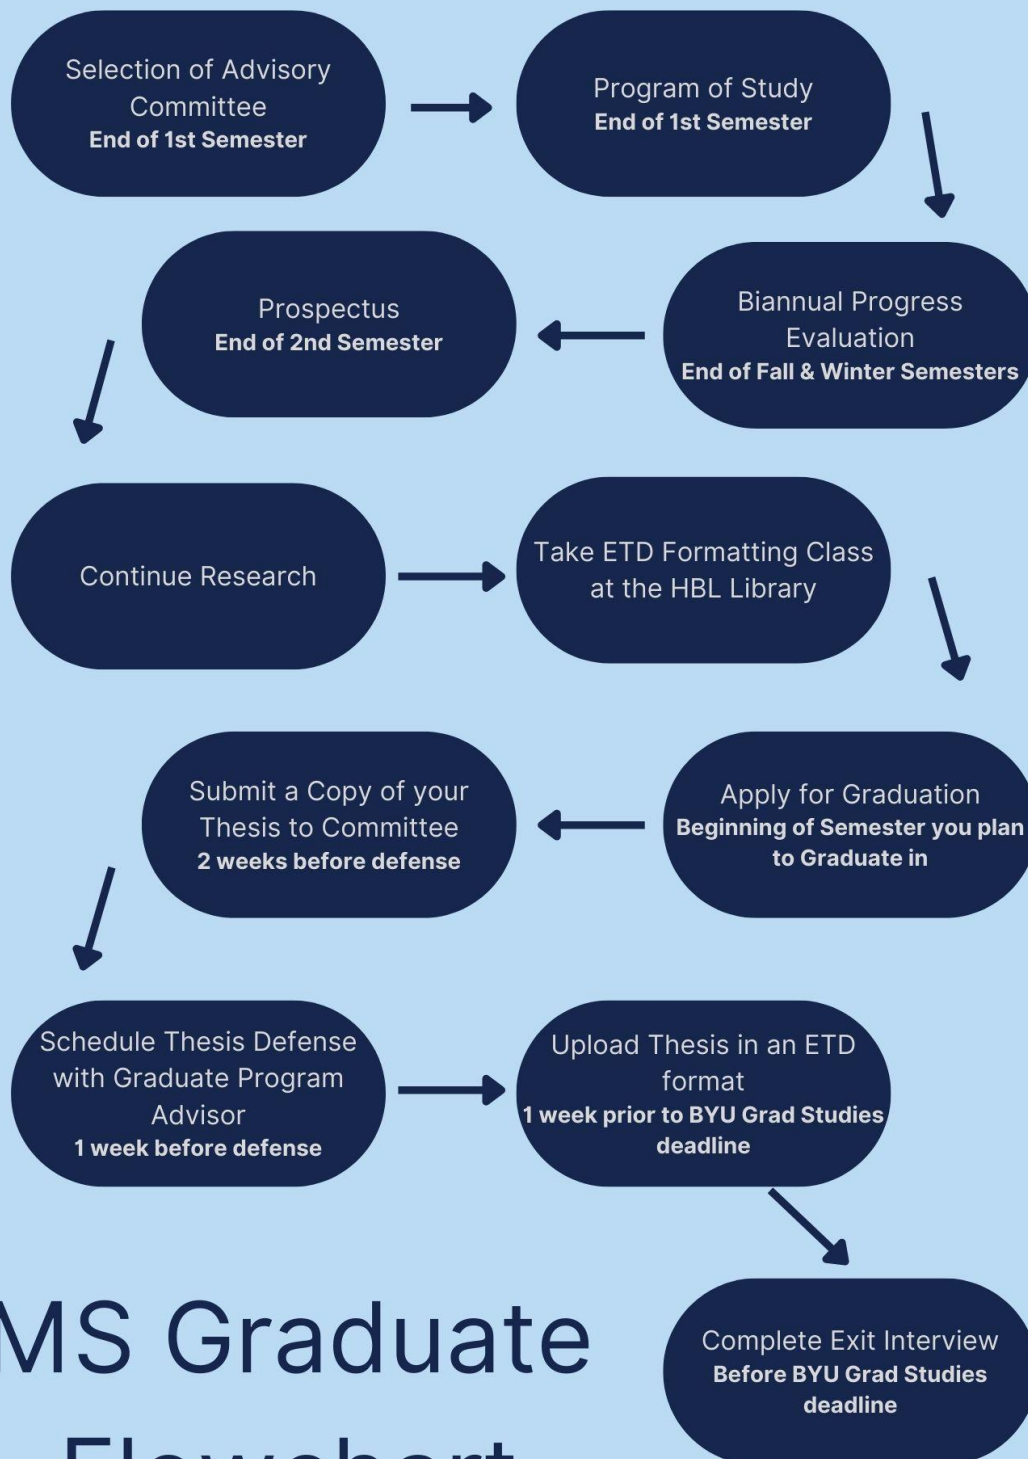 Selection of Advisory
Committee
End of 1st Semester
Program of Study
End of 1st Semester
Biannual Progress
Evaluation
End of Fall & Winter Semesters
Prospectus
End of 2nd Semester
Continue Research
Take ETD Formatting Class
at the HBL Library
Apply for Graduation
Beginning of Semester you plan
to Graduate in
Submit a Copy of your
Thesis to Committee
2 weeks before defense
Schedule Thesis Defense
with Graduate Program
Advisor
1 week before defense
Upload Thesis in an ETD
format
1 week prior to BYU Grad Studies
deadline
Complete Exit Interview
Before BYU Grad Studies
deadline
MS Graduate
Flowchart